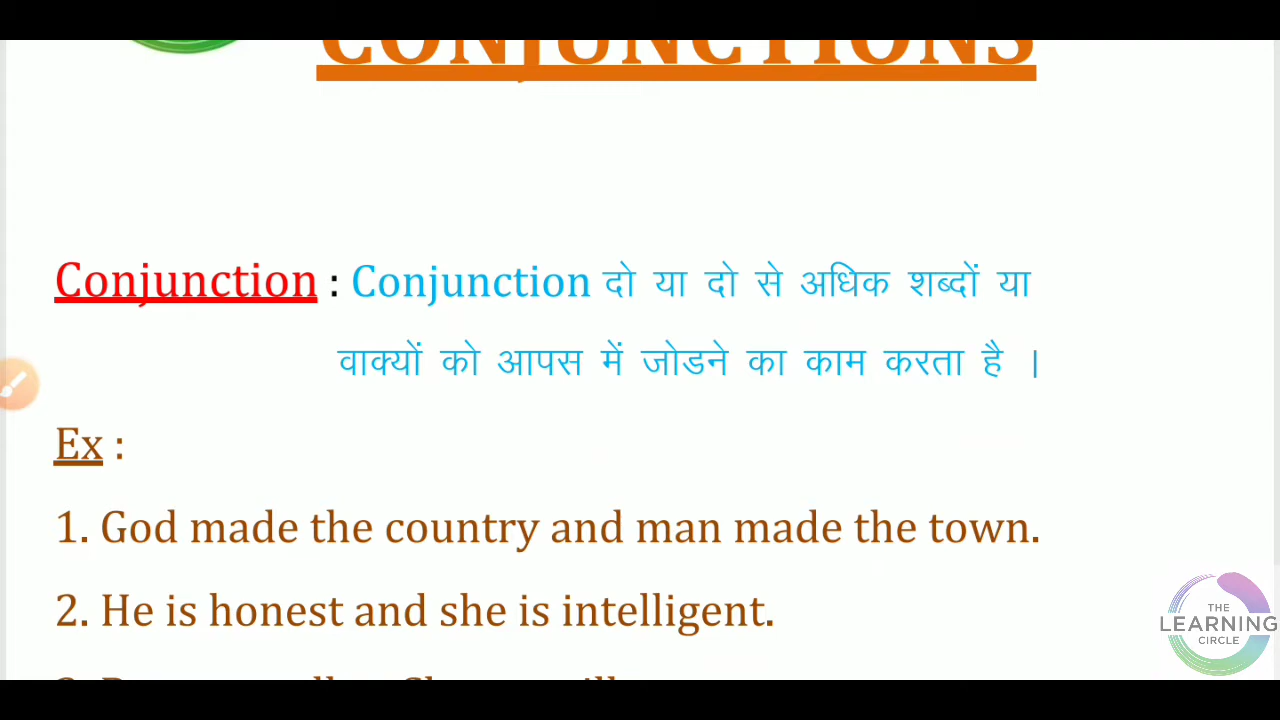 CONJUNCTIONS
Conjunction : Conjunction दो या दो से अधिक शब्दों या
वाक्यों को आपस में जोडने का काम करता है ।
Ex :
1. God made the country and man made the town.
2. He is honest and she is intelligent.
THE
LEARNING
CIRCLE